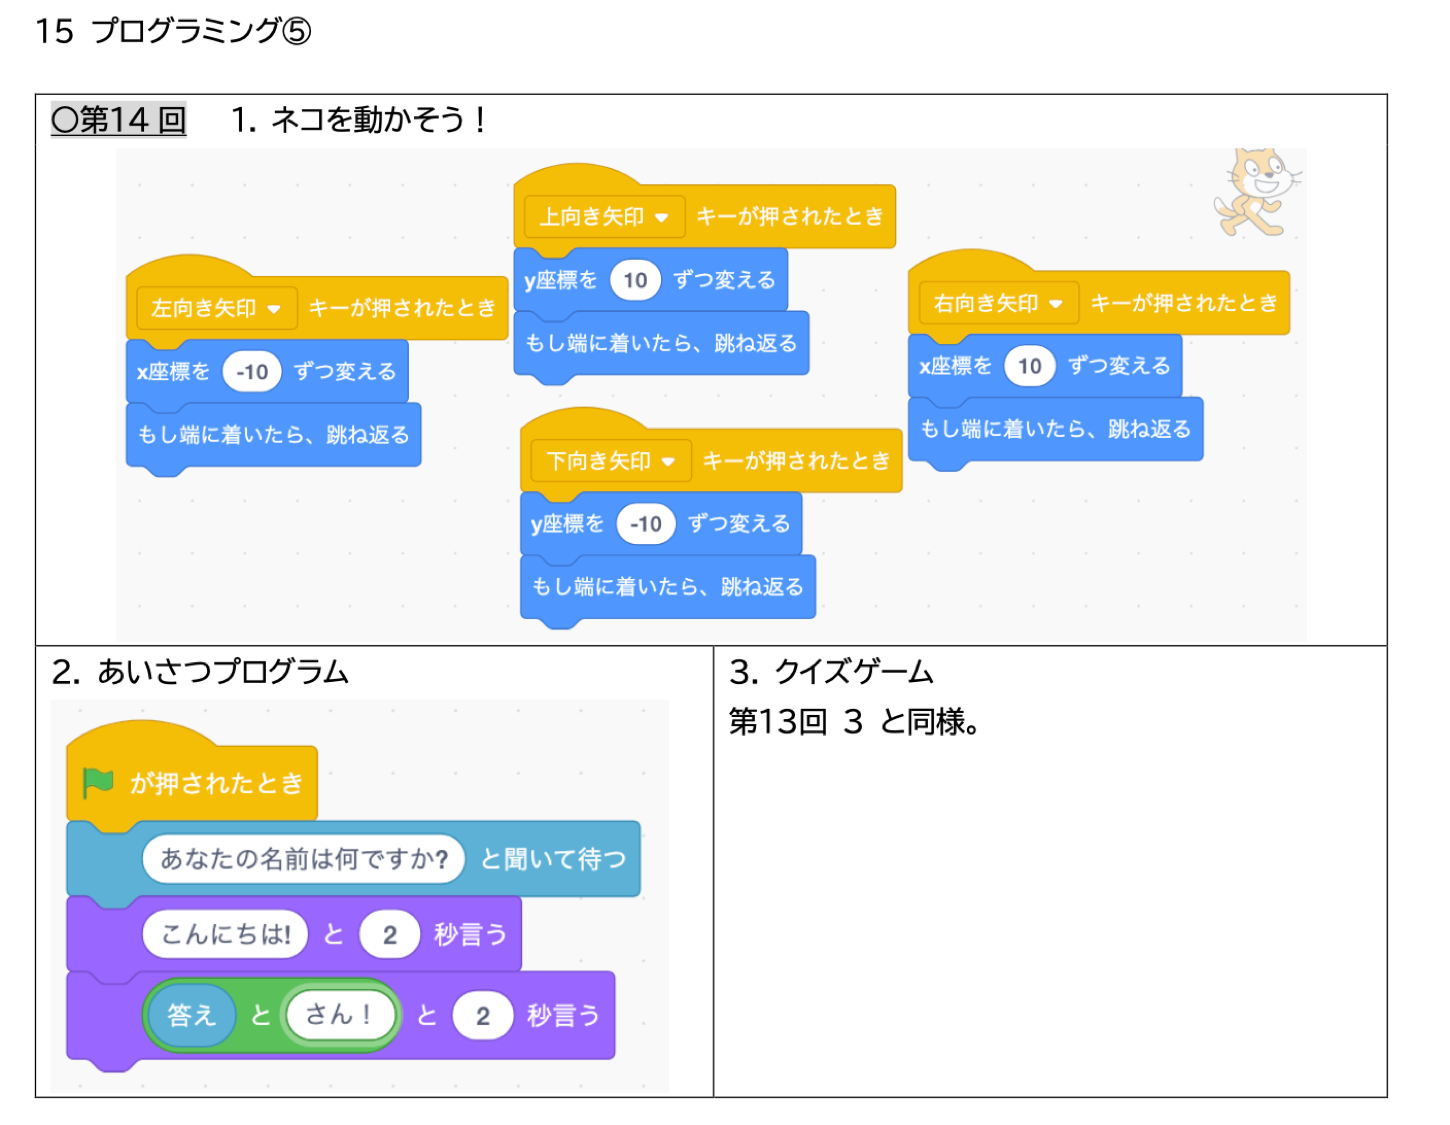 15 プログラミング⑤
〇第14 回 1. ネコを動かそう！
上向き矢印 キーが押されたとき
y座標を 10 ずつ変える
もし端に着いたら、跳ね返る
左向き矢印 キーが押されたとき
x座標を -10 ずつ変える
もし端に着いたら、跳ね返る
右向き矢印 キーが押されたとき
x座標を 10 ずつ変える
もし端に着いたら、跳ね返る
下向き矢印 キーが押されたとき
y座標を -10 ずつ変える
もし端に着いたら、跳ね返る
2. あいさつプログラム
が押されたとき
あなたの名前は何ですか? と聞いて待つ
こんにちは! と 2 秒言う
答え と さん！ と 2 秒言う
3. クイズゲーム
第13回 3 と同様。